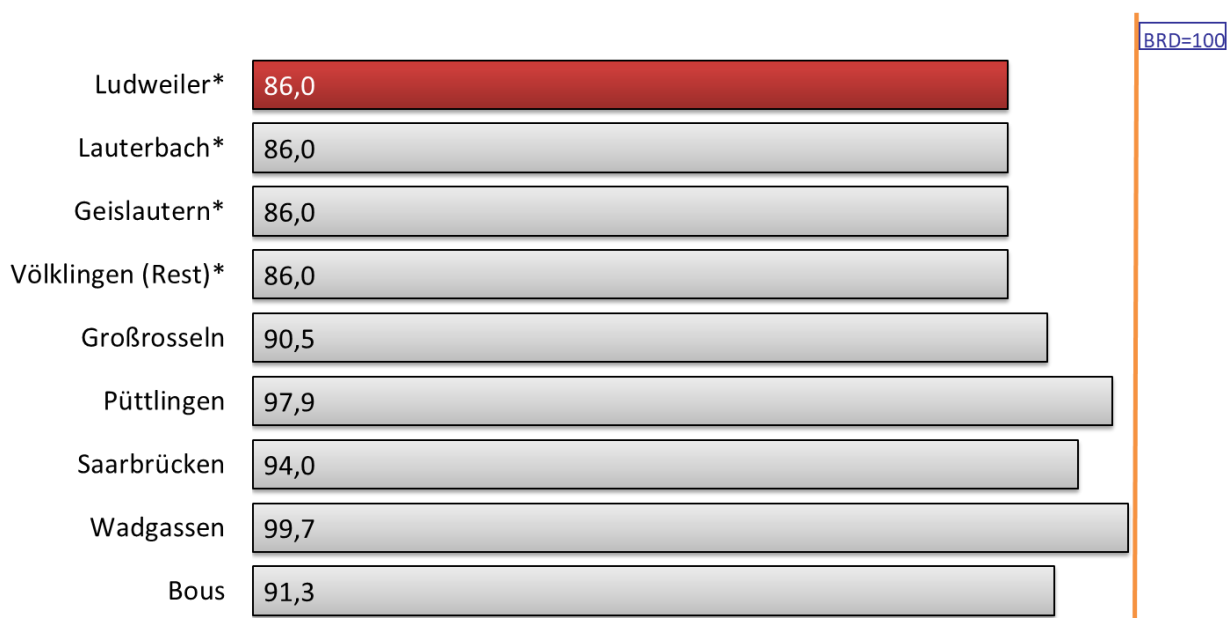 BRD=100
Ludweiler* 86,0
Lauterbach* 86,0
Geislautern* 86,0
Völklingen (Rest)* 86,0
Großrosseln 90,5
Püttlingen 97,9
Saarbrücken 94,0
Wadgassen 99,7
Bous 91,3